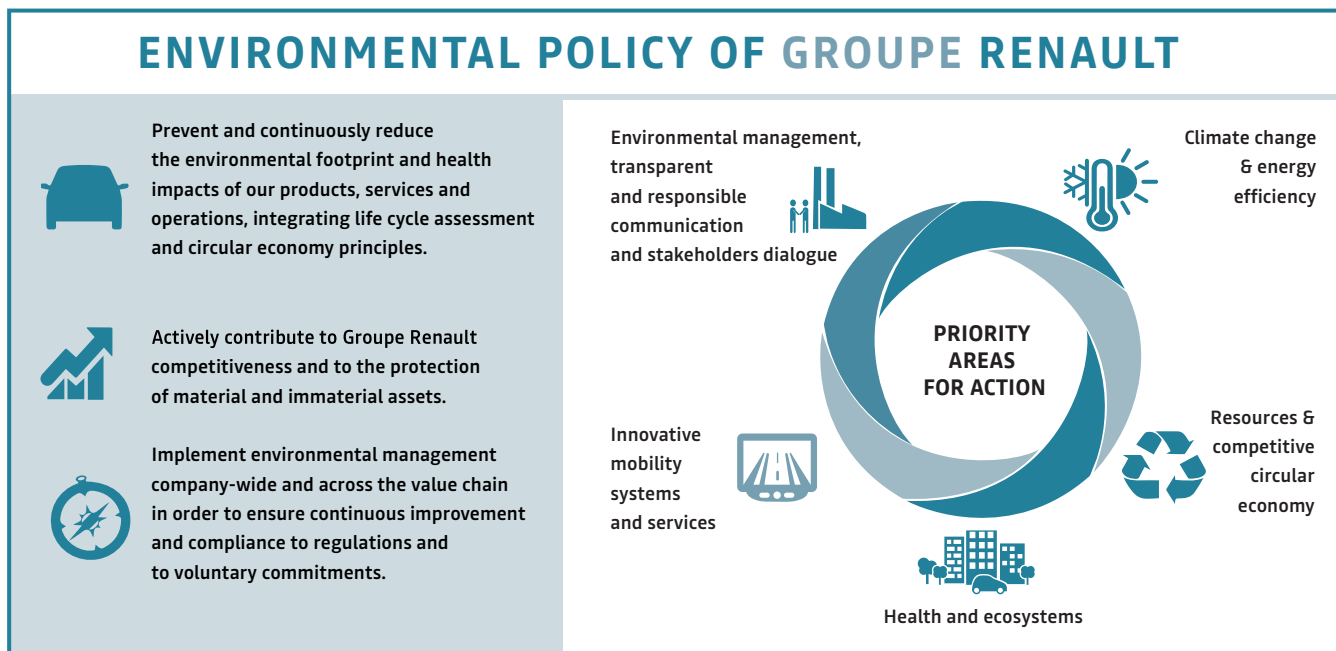 ENVIRONMENTAL POLICY OF GROUPE RENAULT
Prevent and continuously reduce
the environmental footprint and health
impacts of our products, services and
operations, integrating life cycle assessment
and circular economy principles.
Actively contribute to Groupe Renault
competitiveness and to the protection
of material and immaterial assets.
Implement environmental management
company-wide and across the value chain
in order to ensure continuous improvement
and compliance to regulations and
to voluntary commitments.
Environmental management,
transparent
and responsible
communication
and stakeholders dialogue
Climate change
& energy
efficiency
PRIORITY
AREAS
FOR ACTION
Innovative
mobility
systems
and services
Resources &
competitive
circular
economy
Health and ecosystems